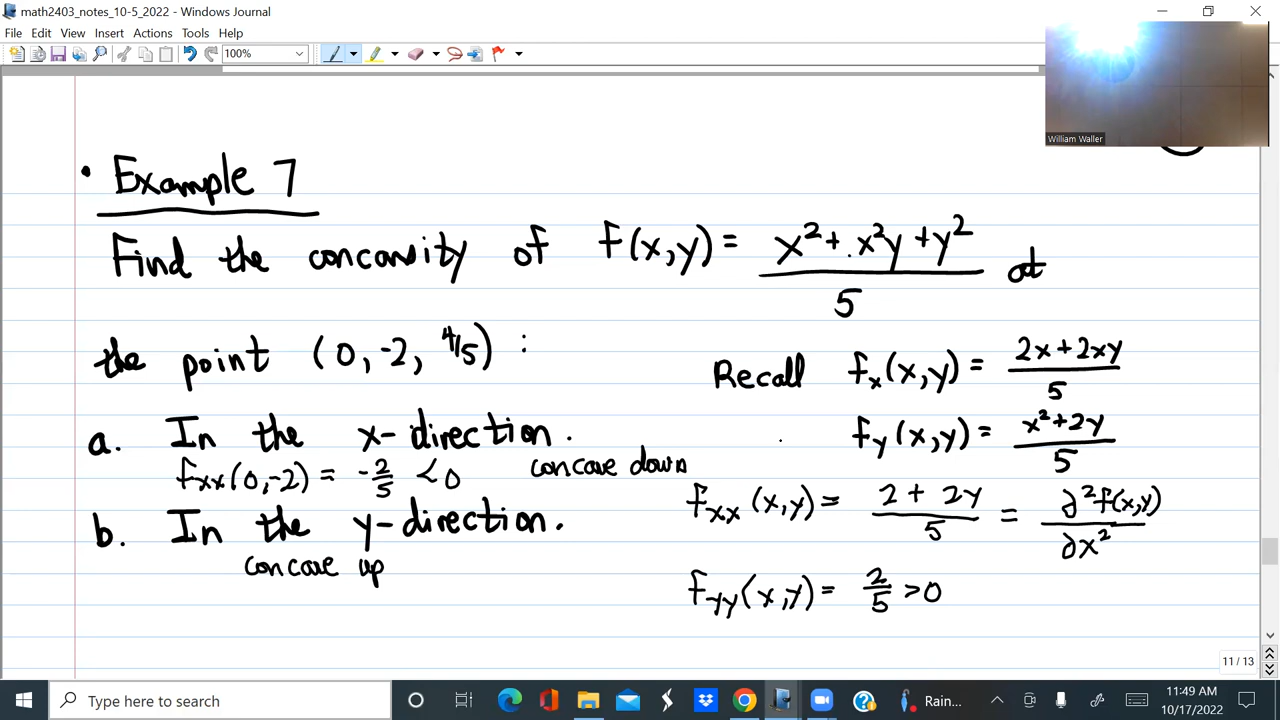 math2403_notes_10-5_2022 - Windows Journal
File Edit View Insert Actions Tools Help
100%
William Waller
• Example 7
Find the concavity of f(x,y) = x²+x²y+y²/5 at
the point (0,-2, 4/5) :
Recall fₓ(x,y) = 2x+2xy/5
a. In the x-direction.
fᵧ(x,y) = x²+2y/5
fxx(0,-2) = -2/5 <0 concave down
fxx(x,y) = 2+2y/5 = ∂²f(x,y)/∂x²
b. In the y-direction.
concave up
fyy(x,y) = 2/5 >0
11 / 13
Type here to search
Rain...
11:49 AM
10/17/2022